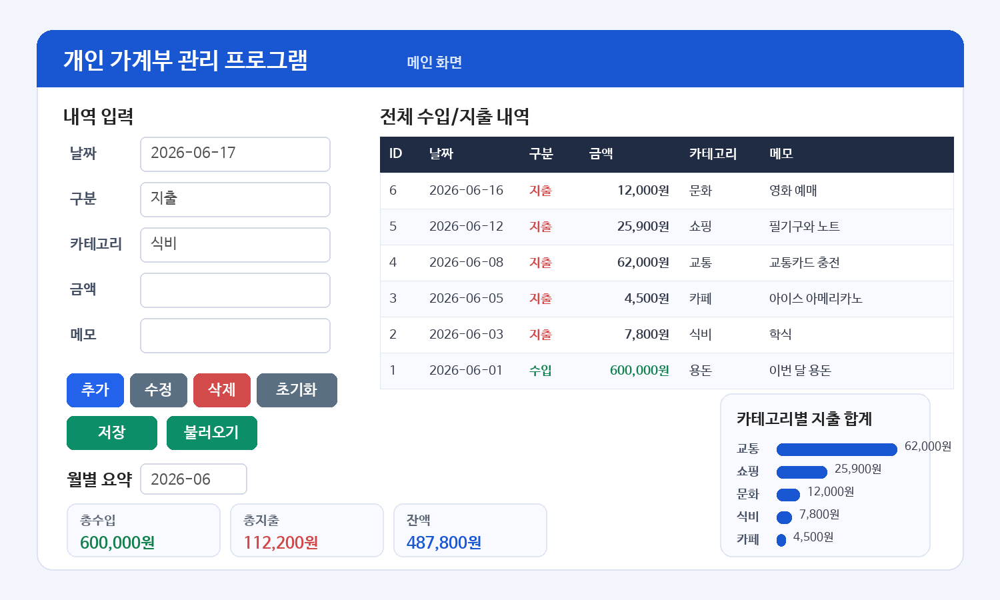 개인 가계부 관리 프로그램 메인 화면
내역 입력
날짜 2026-06-17
구분 지출
카테고리 식비
금액
메모
추가 수정 삭제 초기화
저장 불러오기
전체 수입/지출 내역
ID 날짜 구분 금액 카테고리 메모
6 2026-06-16 지출 12,000원 문화 영화 예매
5 2026-06-12 지출 25,900원 쇼핑 필기구와 노트
4 2026-06-08 지출 62,000원 교통 교통카드 충전
3 2026-06-05 지출 4,500원 카페 아이스 아메리카노
2 2026-06-03 지출 7,800원 식비 학식
1 2026-06-01 수입 600,000원 용돈 이번 달 용돈
월별 요약 2026-06
총수입 총지출 잔액
600,000원 112,200원 487,800원
카테고리별 지출 합계
교통 62,000원
쇼핑 25,900원
문화 12,000원
식비 7,800원
카페 4,500원